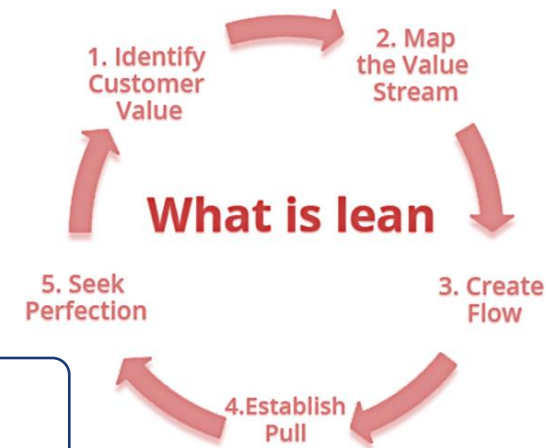 1. Identify
Customer
Value
2. Map
the Value
Stream
What is lean
3. Create
Flow
4.Establish
Pull
5. Seek
Perfection